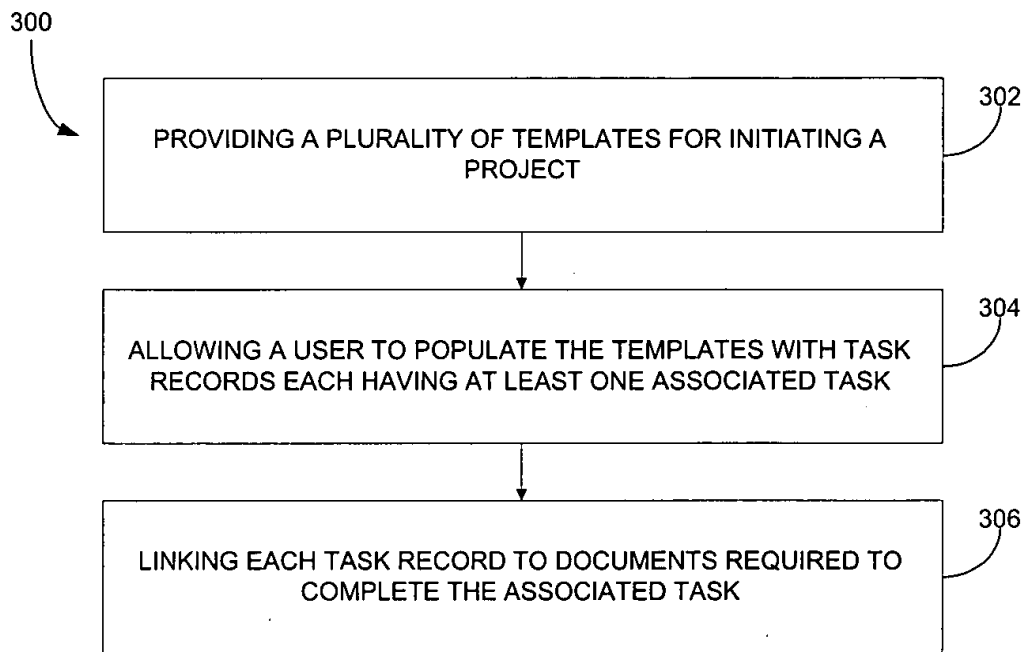 300
302
PROVIDING A PLURALITY OF TEMPLATES FOR INITIATING A
PROJECT
304
ALLOWING A USER TO POPULATE THE TEMPLATES WITH TASK
RECORDS EACH HAVING AT LEAST ONE ASSOCIATED TASK
306
LINKING EACH TASK RECORD TO DOCUMENTS REQUIRED TO
COMPLETE THE ASSOCIATED TASK